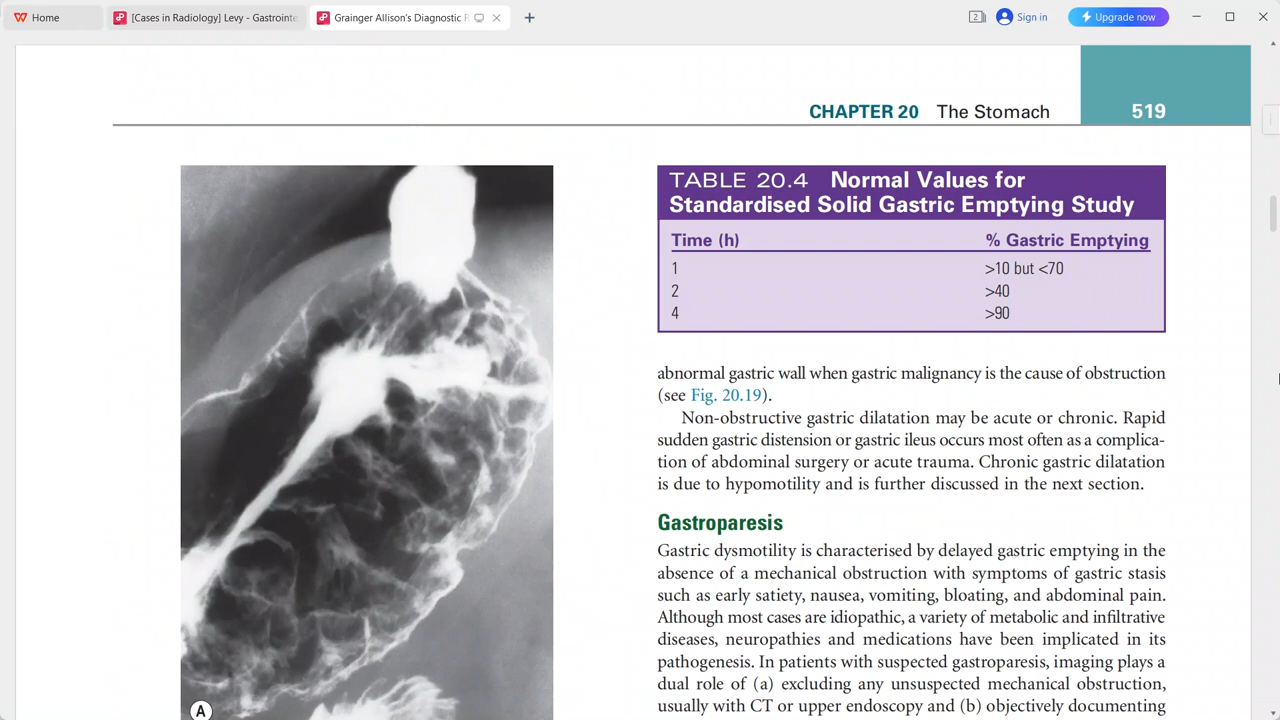 Home
[Cases in Radiology] Levy - Gastrointe
Grainger Allison's Diagnostic R
2
Sign in
Upgrade now
CHAPTER 20 The Stomach 519
A
TABLE 20.4 Normal Values for
Standardised Solid Gastric Emptying Study
Time (h) % Gastric Emptying
1 >10 but <70
2 >40
4 >90
abnormal gastric wall when gastric malignancy is the cause of obstruction
(see Fig. 20.19).
Non-obstructive gastric dilatation may be acute or chronic. Rapid
sudden gastric distension or gastric ileus occurs most often as a complica-
tion of abdominal surgery or acute trauma. Chronic gastric dilatation
is due to hypomotility and is further discussed in the next section.
Gastroparesis
Gastric dysmotility is characterised by delayed gastric emptying in the
absence of a mechanical obstruction with symptoms of gastric stasis
such as early satiety, nausea, vomiting, bloating, and abdominal pain.
Although most cases are idiopathic, a variety of metabolic and infiltrative
diseases, neuropathies and medications have been implicated in its
pathogenesis. In patients with suspected gastroparesis, imaging plays a
dual role of (a) excluding any unsuspected mechanical obstruction,
usually with CT or upper endoscopy and (b) objectively documenting